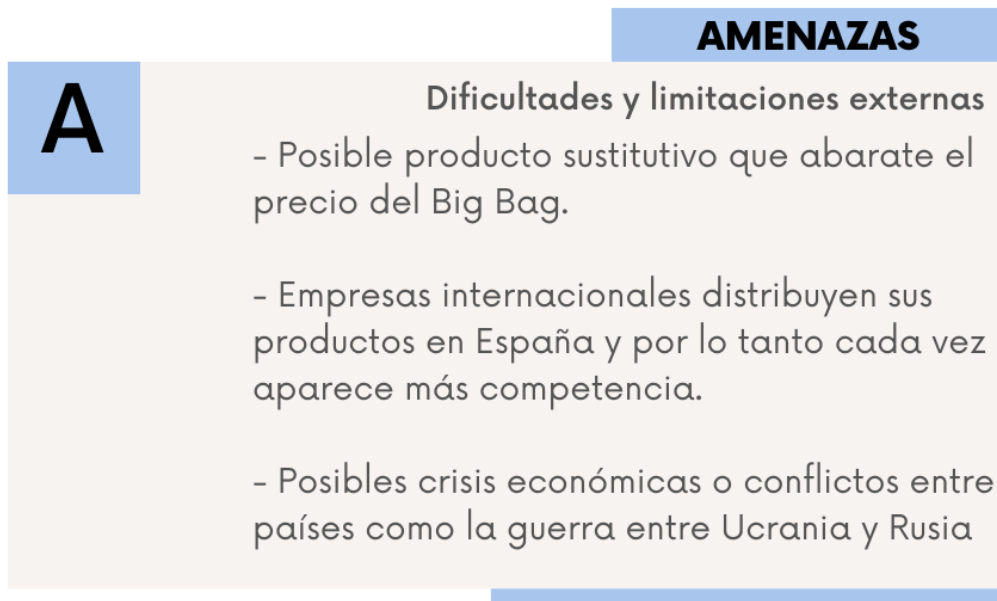 AMENAZAS
A
Dificultades y limitaciones externas
- Posible producto sustitutivo que abarate el
precio del Big Bag.
- Empresas internacionales distribuyen sus
productos en España y por lo tanto cada vez
aparece más competencia.
- Posibles crisis económicas o conflictos entre
países como la guerra entre Ucrania y Rusia